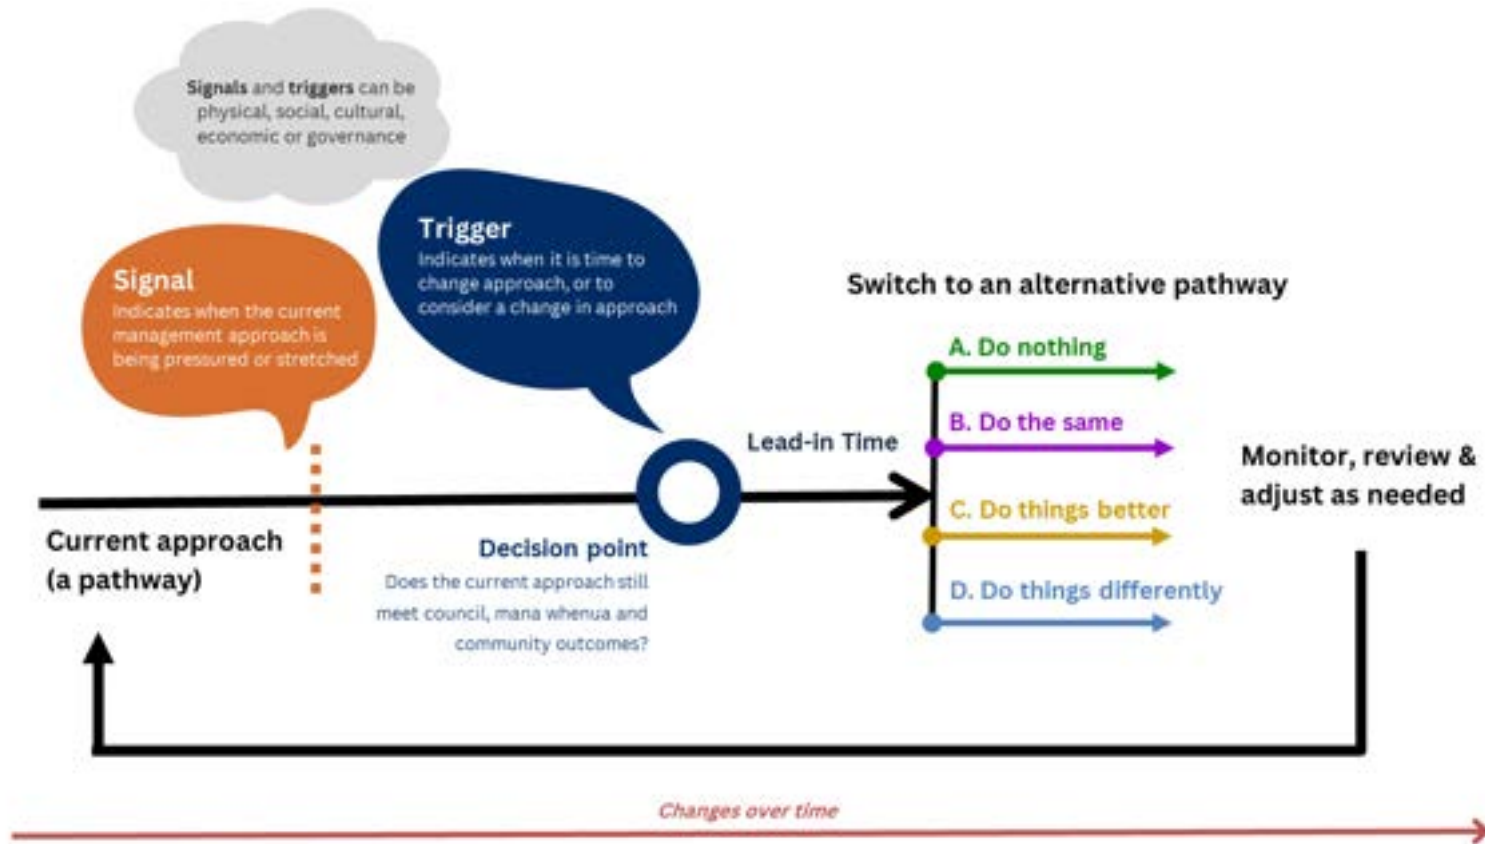 Signals and triggers can be
physical, social, cultural,
economic or governance
Trigger
Indicates when it is time to
change approach, or to
consider a change in approach
Signal
Indicates when the current
management approach is
being pressured or stretched
Switch to an alternative pathway
A. Do nothing
B. Do the same
C. Do things better
D. Do things differently
Lead-in Time
Monitor, review &
adjust as needed
Current approach
(a pathway)
Decision point
Does the current approach still
meet council, mana whenua and
community outcomes?
Changes over time